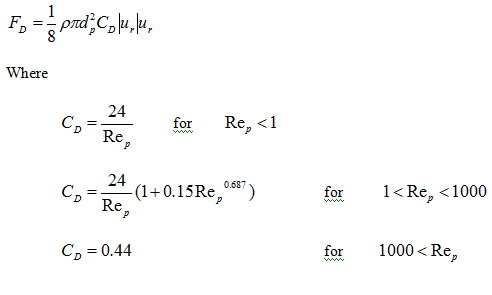 F_D = 1/8 ρπd_p^2 C_D|u_r|u_r
Where
C_D = 24/Re_p for Re_p < 1
C_D = 24/Re_p (1+0.15Re_p^0.687) for 1 < Re_p < 1000
C_D = 0.44 for 1000 < Re_p